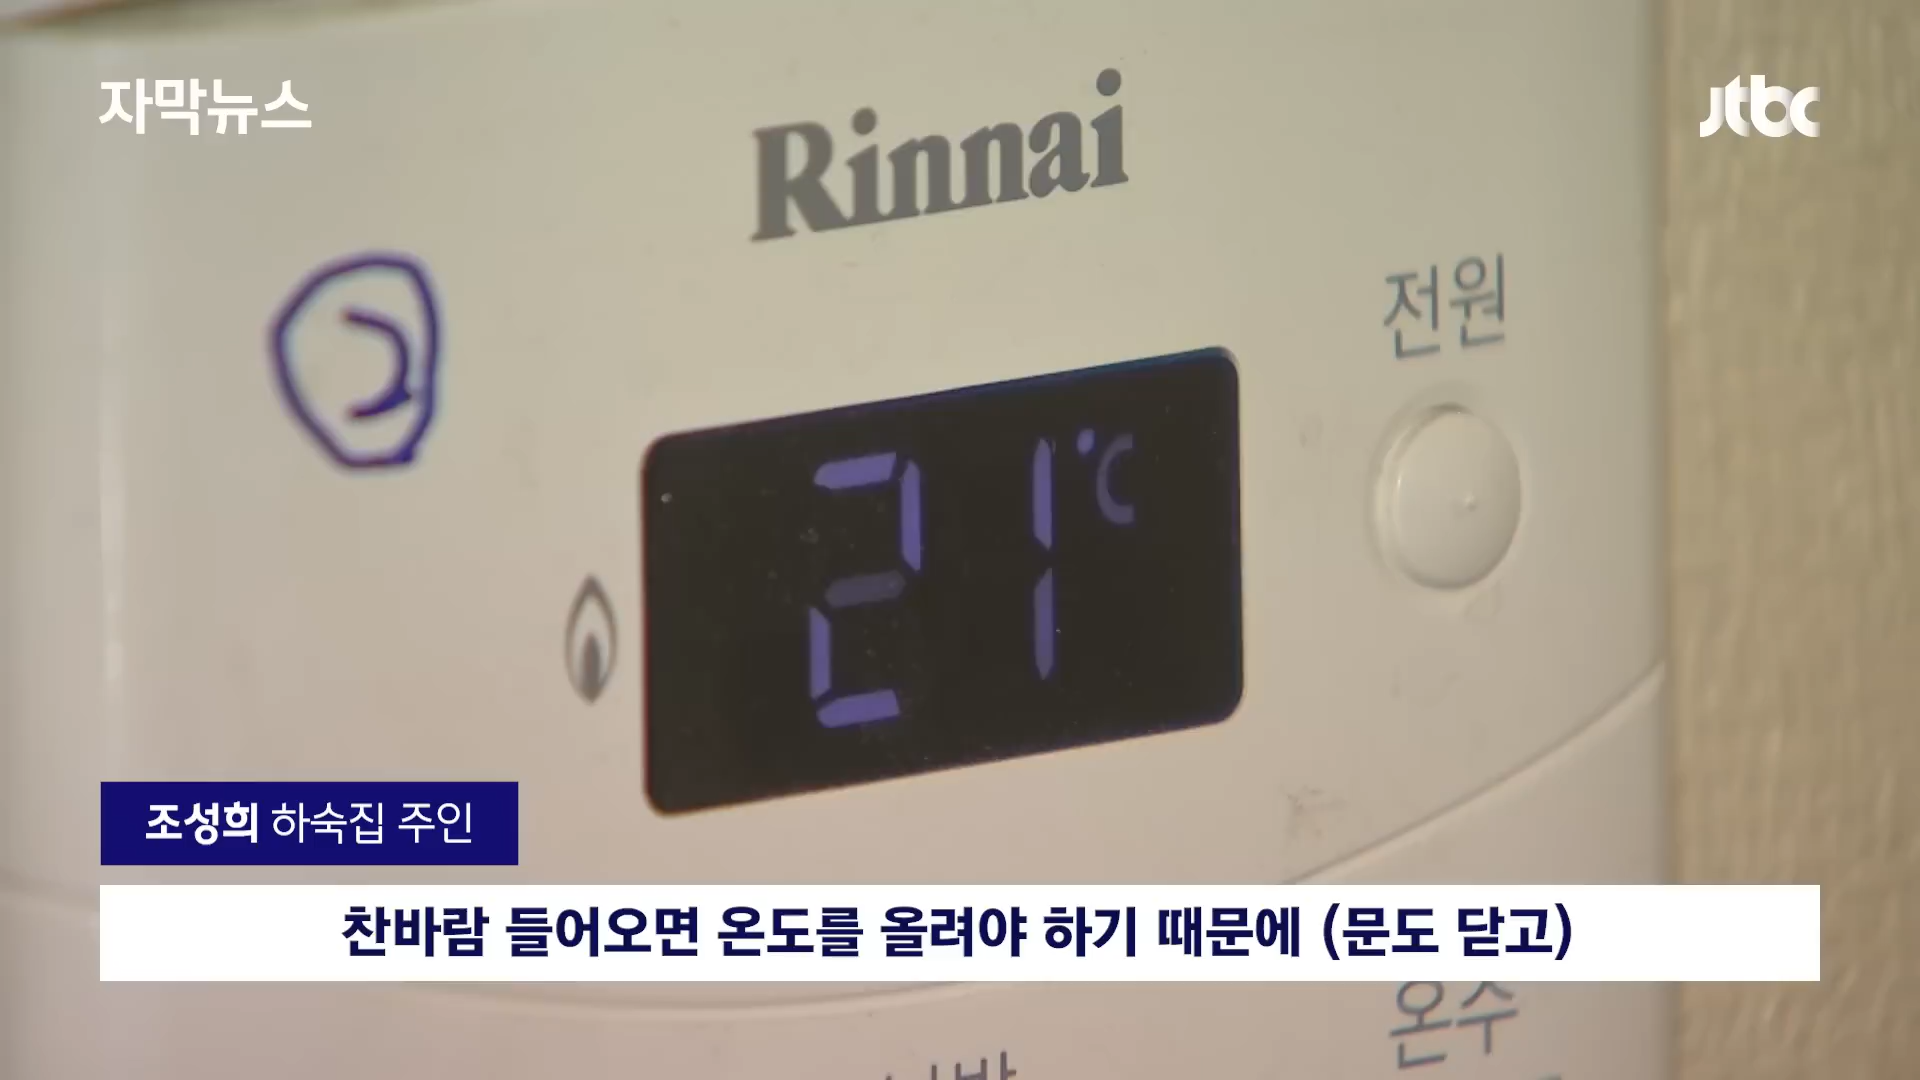 자막뉴스
jtbc
Rinnai
2
전원
21°C
조성희 하숙집 주인
찬바람 들어오면 온도를 올려야 하기 때문에 (문도 닫고)
온수